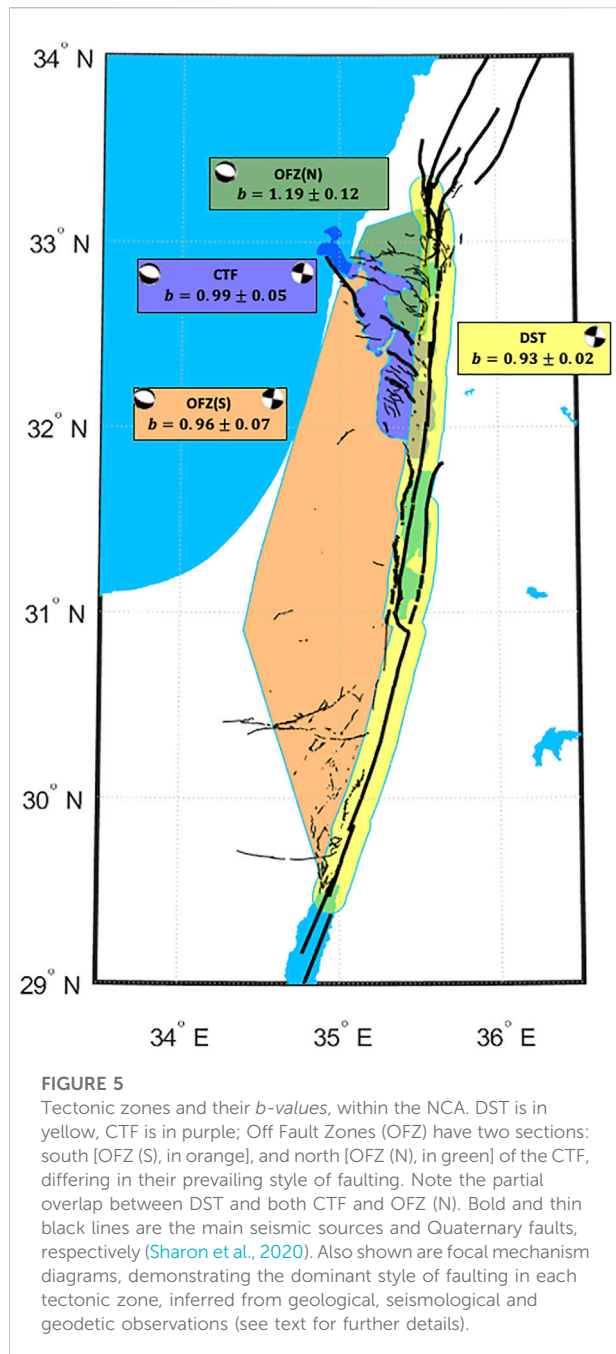 34° N
OFZ(N)
b = 1.19 ± 0.12
33° N
CTF
b = 0.99 ± 0.05
DST
b = 0.93 ± 0.02
OFZ(S)
b = 0.96 ± 0.07
32° N
31° N
30° N
29° N
34° E
35° E
36° E
FIGURE 5
Tectonic zones and their b-values, within the NCA. DST is in
yellow, CTF is in purple; Off Fault Zones (OFZ) have two sections:
south [OFZ (S), in orange], and north [OFZ (N), in green] of the CTF,
differing in their prevailing style of faulting. Note the partial
overlap between DST and both CTF and OFZ (N). Bold and thin
black lines are the main seismic sources and Quaternary faults,
respectively (Sharon et al., 2020). Also shown are focal mechanism
diagrams, demonstrating the dominant style of faulting in each
tectonic zone, inferred from geological, seismological and
geodetic observations (see text for further details).